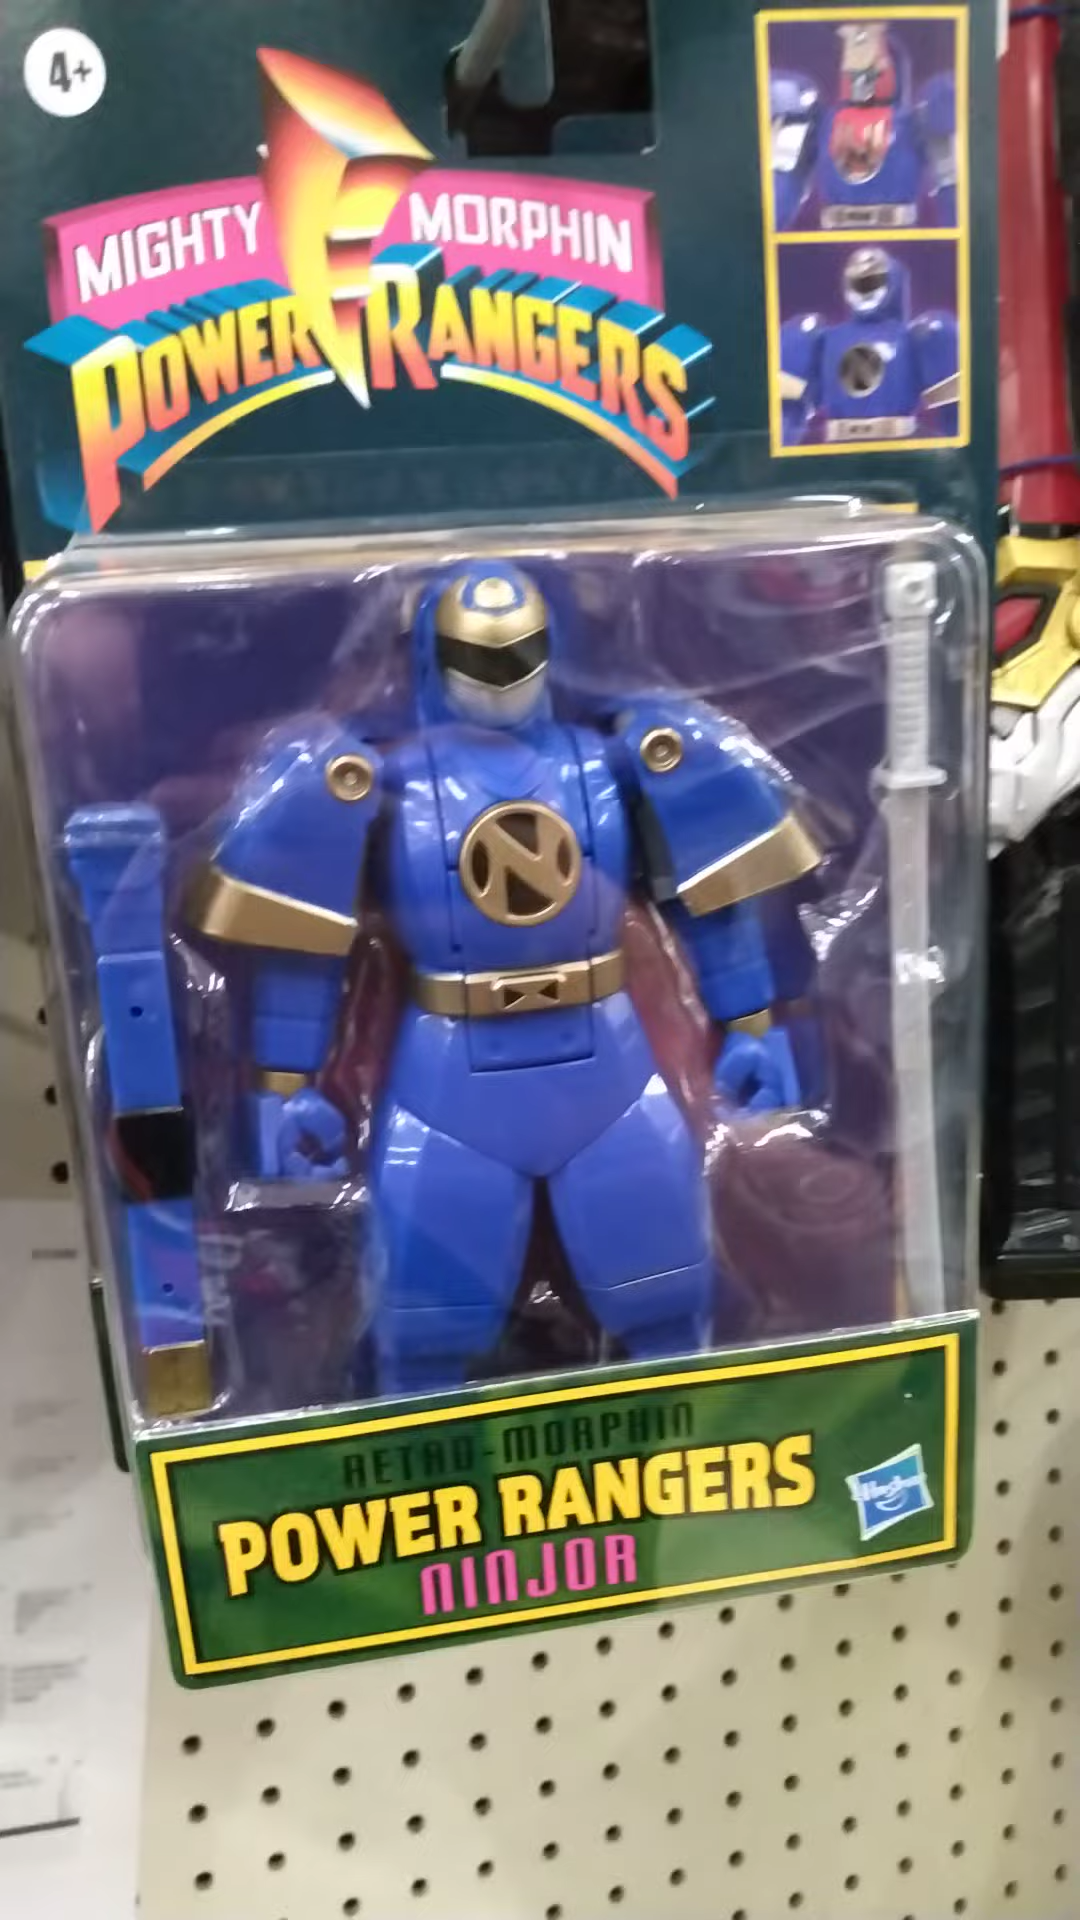 4+
MIGHTY MORPHIN
POWER RANGERS
N
N
RETRO-MORPHIN
POWER RANGERS
NINJOR
Hasbro